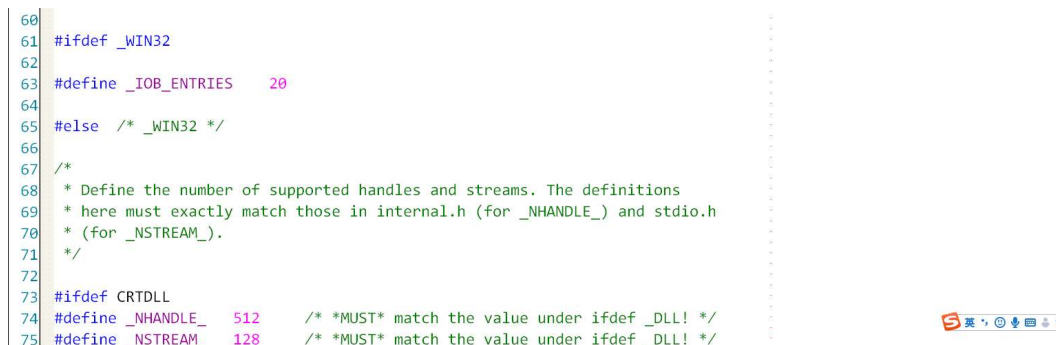 60
61 #ifdef _WIN32
62
63 #define _IOB_ENTRIES    20
64
65 #else  /* _WIN32 */
66
67 /*
68  * Define the number of supported handles and streams. The definitions
69  * here must exactly match those in internal.h (for _NHANDLE_) and stdio.h
70  * (for _NSTREAM_).
71  */
72
73 #ifdef CRTDLL
74 #define _NHANDLE_   512     /* *MUST* match the value under ifdef _DLL! */
75 #define _NSTREAM_   128     /* *MUST* match the value under ifdef _DLL! */
英